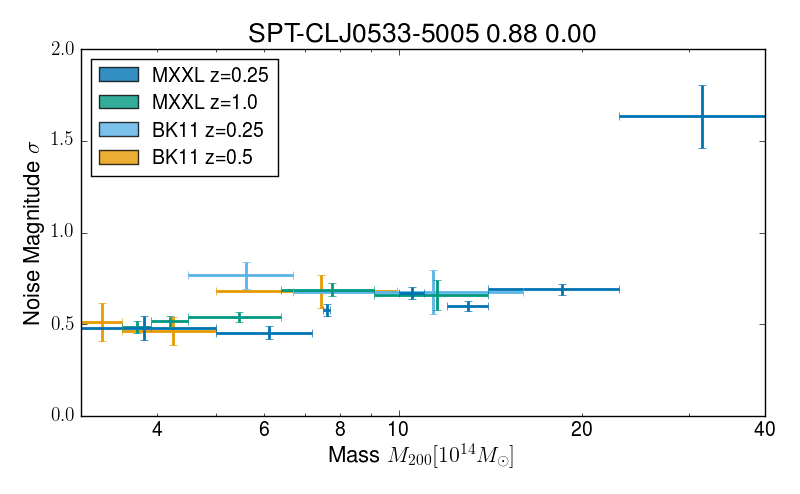 SPT-CLJ0533-5005 0.88 0.00
2.0
MXXL z=0.25
MXXL z=1.0
BK11 z=0.25
BK11 z=0.5
1.5
1.0
0.5
0.0
Noise Magnitude σ
4 6 8 10 20 40
Mass M₂₀₀[10¹⁴M☉]